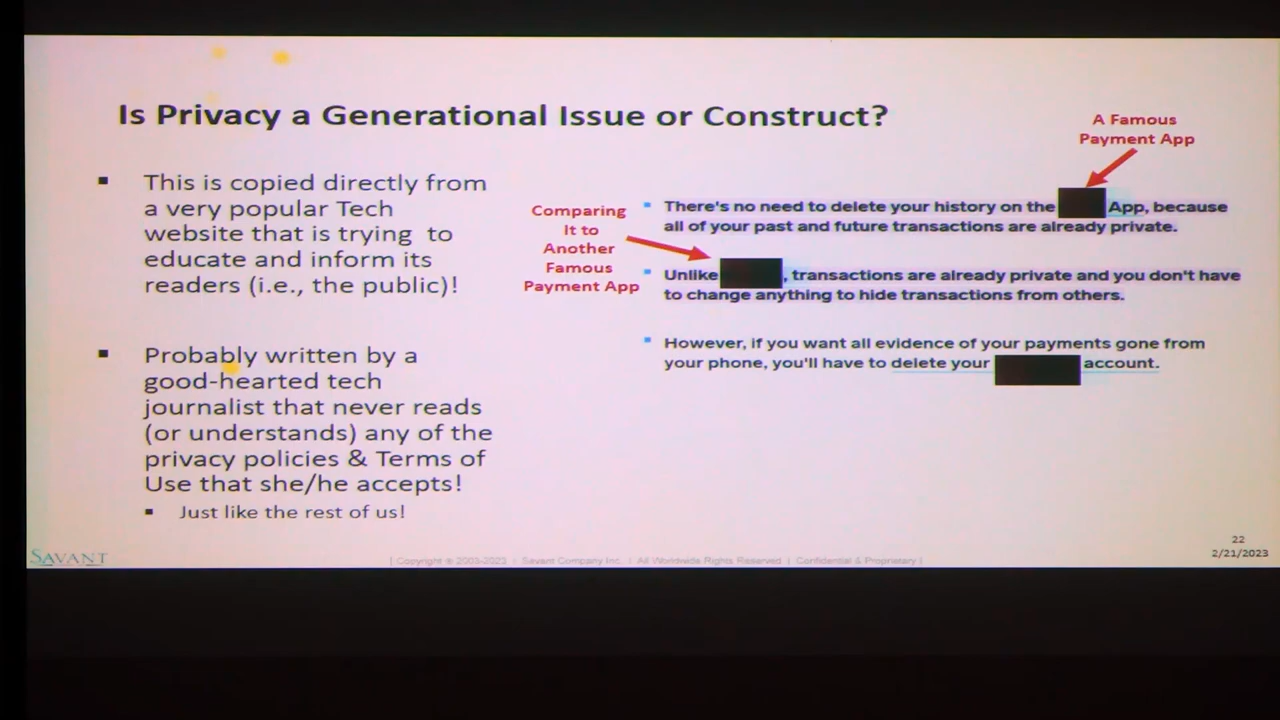 Is Privacy a Generational Issue or Construct?
▪ This is copied directly from
a very popular Tech
website that is trying to
educate and inform its
readers (i.e., the public)!
▪ Probably written by a
good-hearted tech
journalist that never reads
(or understands) any of the
privacy policies & Terms of
Use that she/he accepts!
▪ Just like the rest of us!
A Famous
Payment App
Comparing
It to
Another
Famous
Payment App
▪ There's no need to delete your history on the App, because
all of your past and future transactions are already private.
▪ Unlike , transactions are already private and you don't have
to change anything to hide transactions from others.
▪ However, if you want all evidence of your payments gone from
your phone, you'll have to delete your account.
SAVANT
| Copyright © 2003-2023 | Savant Company Inc. | All Worldwide Rights Reserved | Confidential & Proprietary |
22
2/21/2023